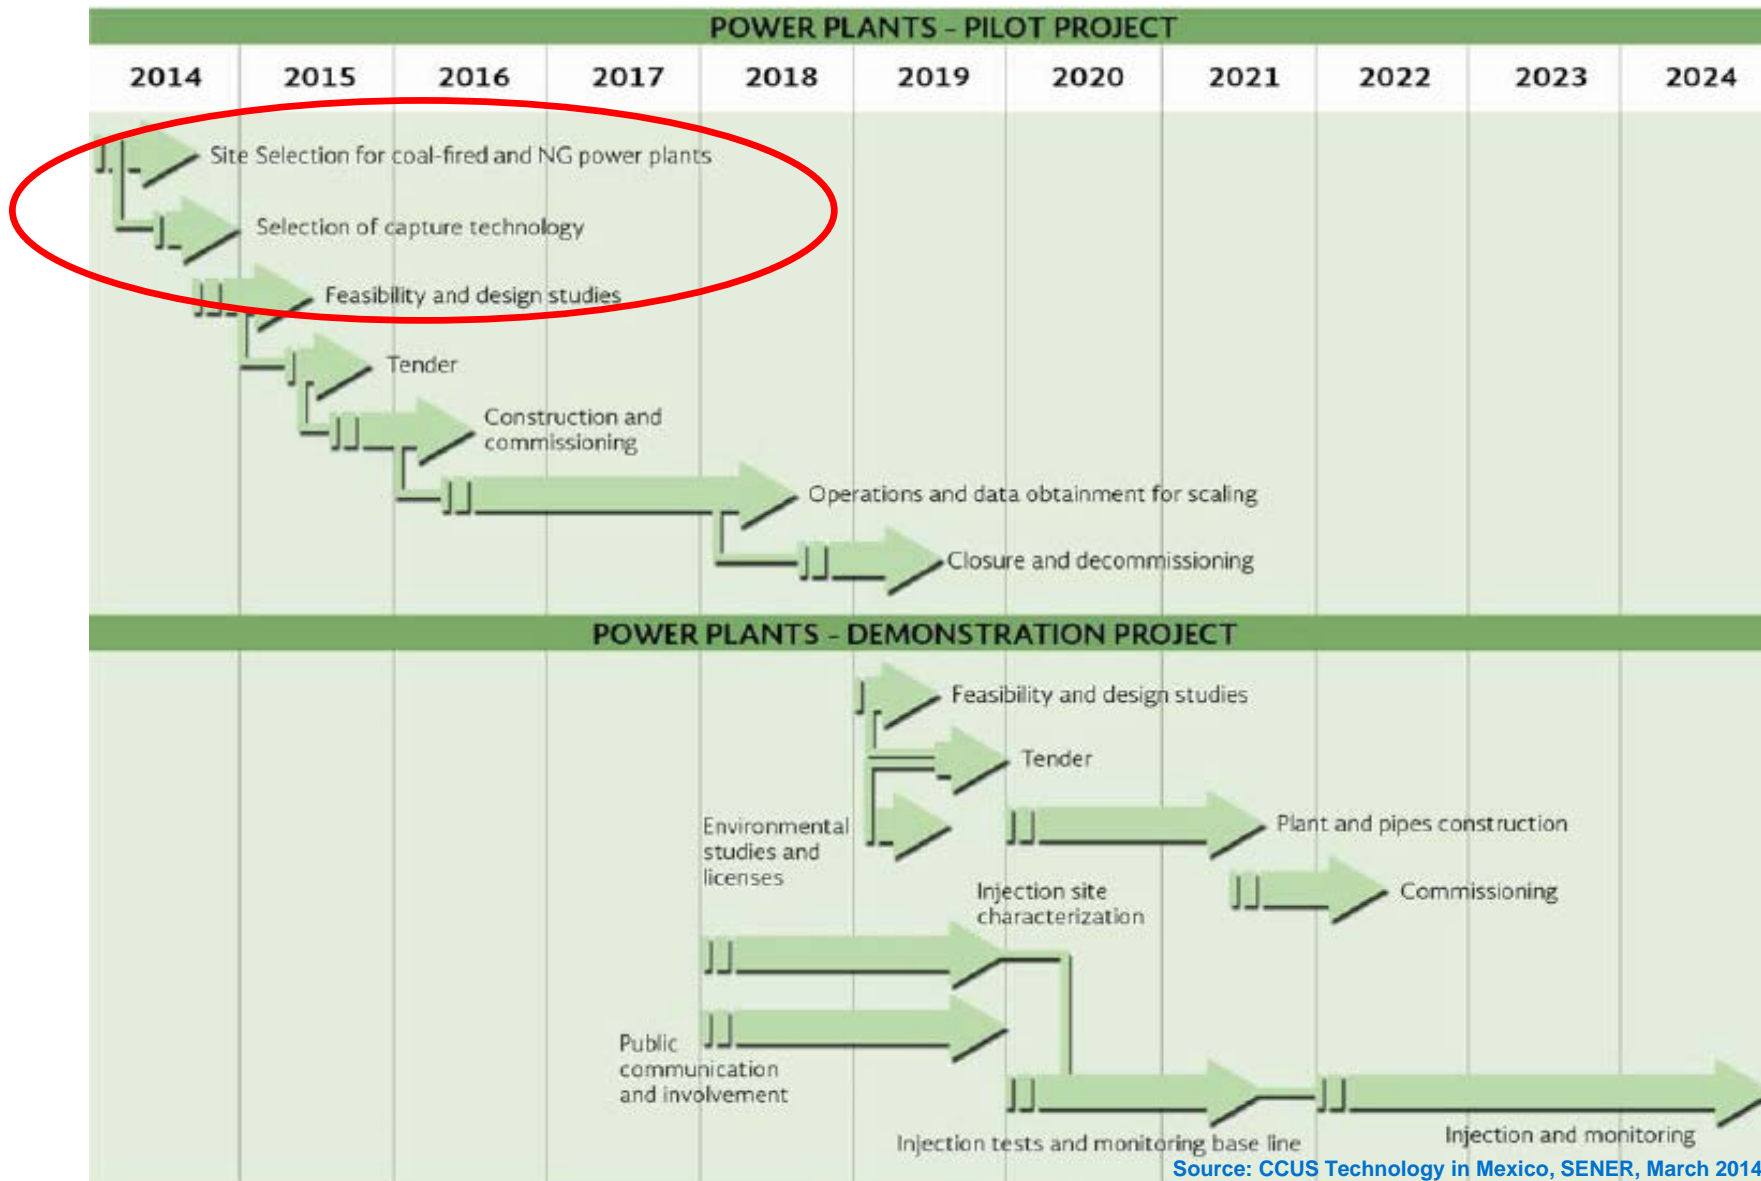 POWER PLANTS - PILOT PROJECT
2014 2015 2016 2017 2018 2019 2020 2021 2022 2023 2024
Site Selection for coal-fired and NG power plants
Selection of capture technology
Feasibility and design studies
Tender
Construction and
commissioning
Operations and data obtainment for scaling
Closure and decommissioning
POWER PLANTS - DEMONSTRATION PROJECT
Feasibility and design studies
Tender
Environmental
studies and
licenses
Plant and pipes construction
Injection site
characterization
Commissioning
Public
communication
and involvement
Injection tests and monitoring base line
Injection and monitoring
Source: CCUS Technology in Mexico, SENER, March 2014